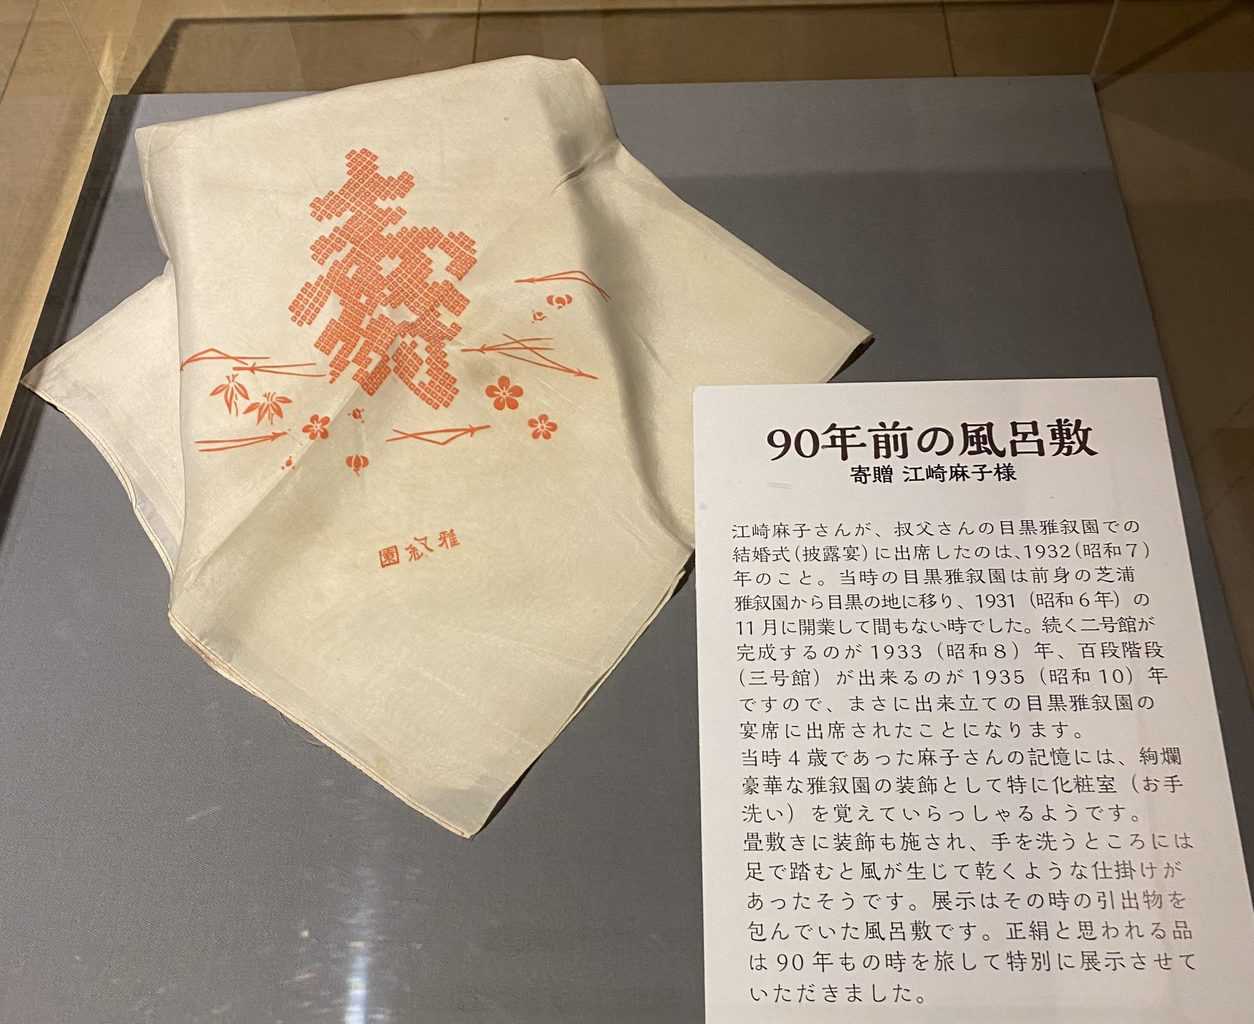 壽
雅叙園
90年前の風呂敷
寄贈 江崎麻子様
江崎麻子さんが、叔父さんの目黒雅叙園での
結婚式（披露宴）に出席したのは、1932（昭和７）
年のこと。当時の目黒雅叙園は前身の芝浦
雅叙園から目黒の地に移り、1931（昭和６年）の
11月に開業して間もない時でした。続く二号館が
完成するのが1933（昭和８）年、百段階段
（三号館）が出来るのが1935（昭和10）年
ですので、まさに出来立ての目黒雅叙園の
宴席に出席されたことになります。
当時４歳であった麻子さんの記憶には、絢爛
豪華な雅叙園の装飾として特に化粧室（お手
洗い）を覚えていらっしゃるようです。
畳敷きに装飾も施され、手を洗うところには
足で踏むと風が生じて乾くような仕掛けが
あったそうです。展示はその時の引出物を
包んでいた風呂敷です。正絹と思われる品
は90年もの時を旅して特別に展示させて
いただきました。